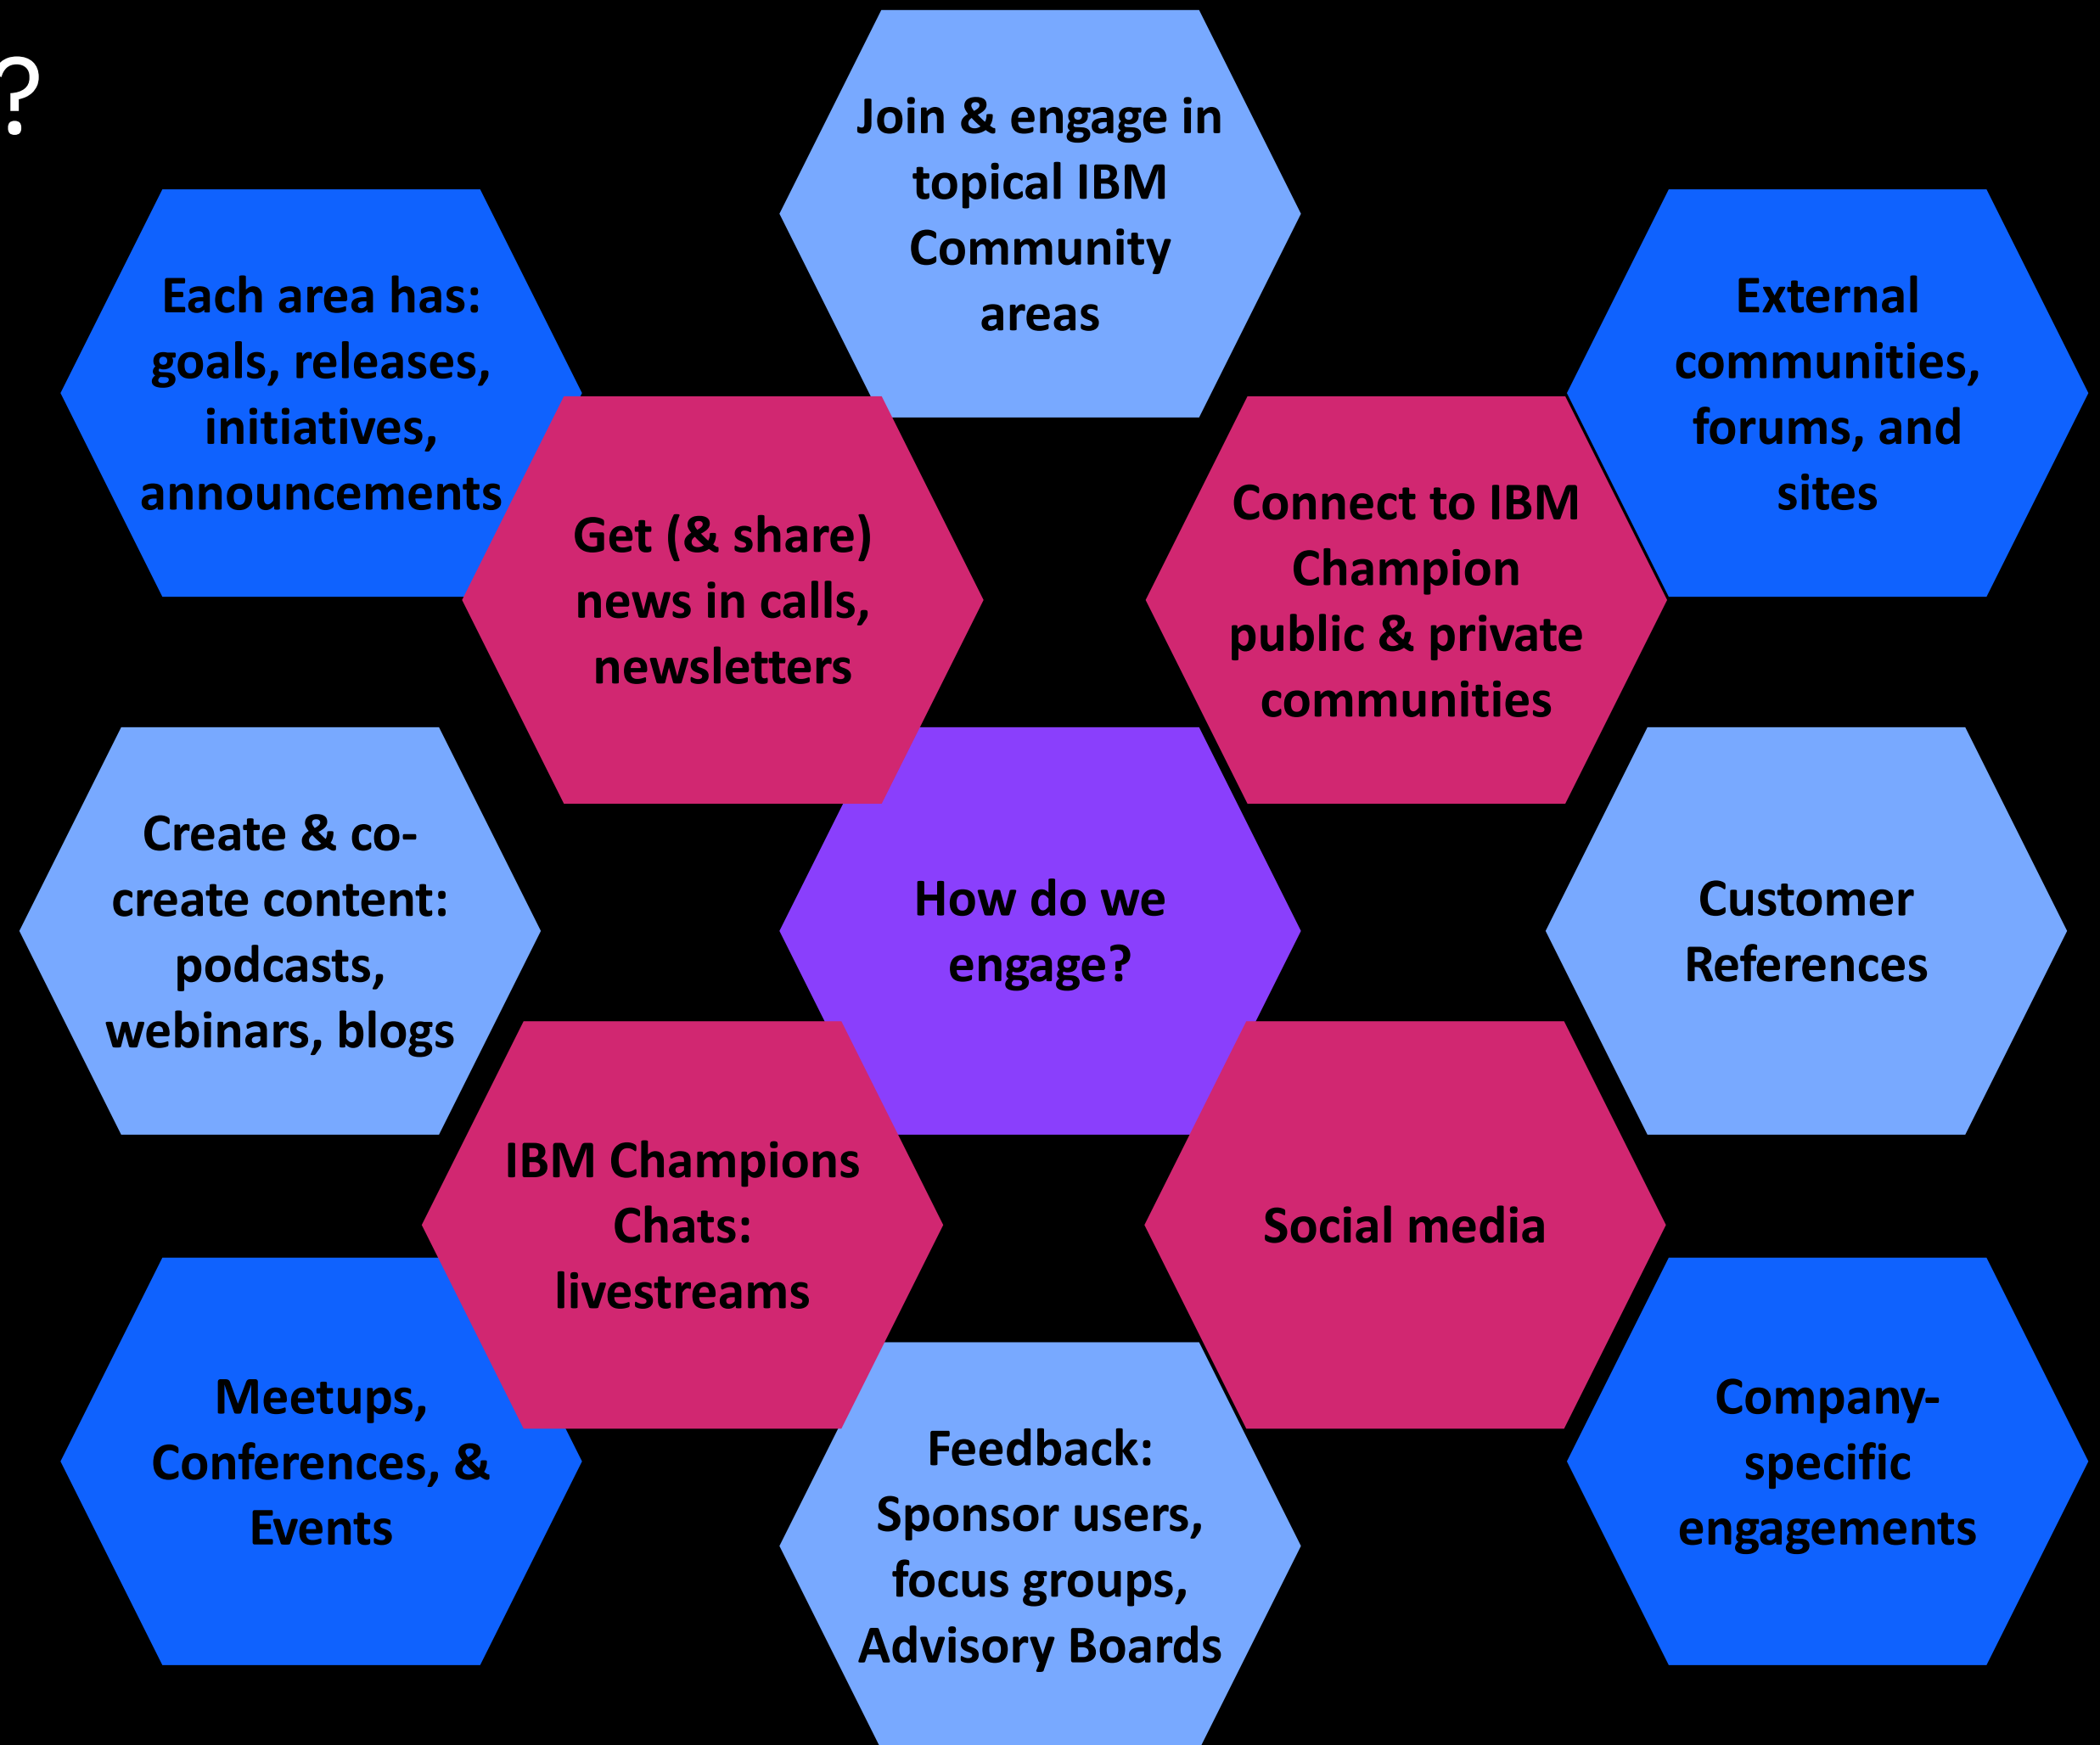 ?
Join & engage in
topical IBM
Community
areas
Each area has:
goals, releases,
initiatives,
announcements
External
communities,
forums, and
sites
Get (& share)
news in calls,
newsletters
Connect to IBM
Champion
public & private
communities
Create & co-
create content:
podcasts,
webinars, blogs
How do we
engage?
Customer
References
IBM Champions
Chats:
livestreams
Social media
Meetups,
Conferences, &
Events
Feedback:
Sponsor users,
focus groups,
Advisory Boards
Company-
specific
engagements